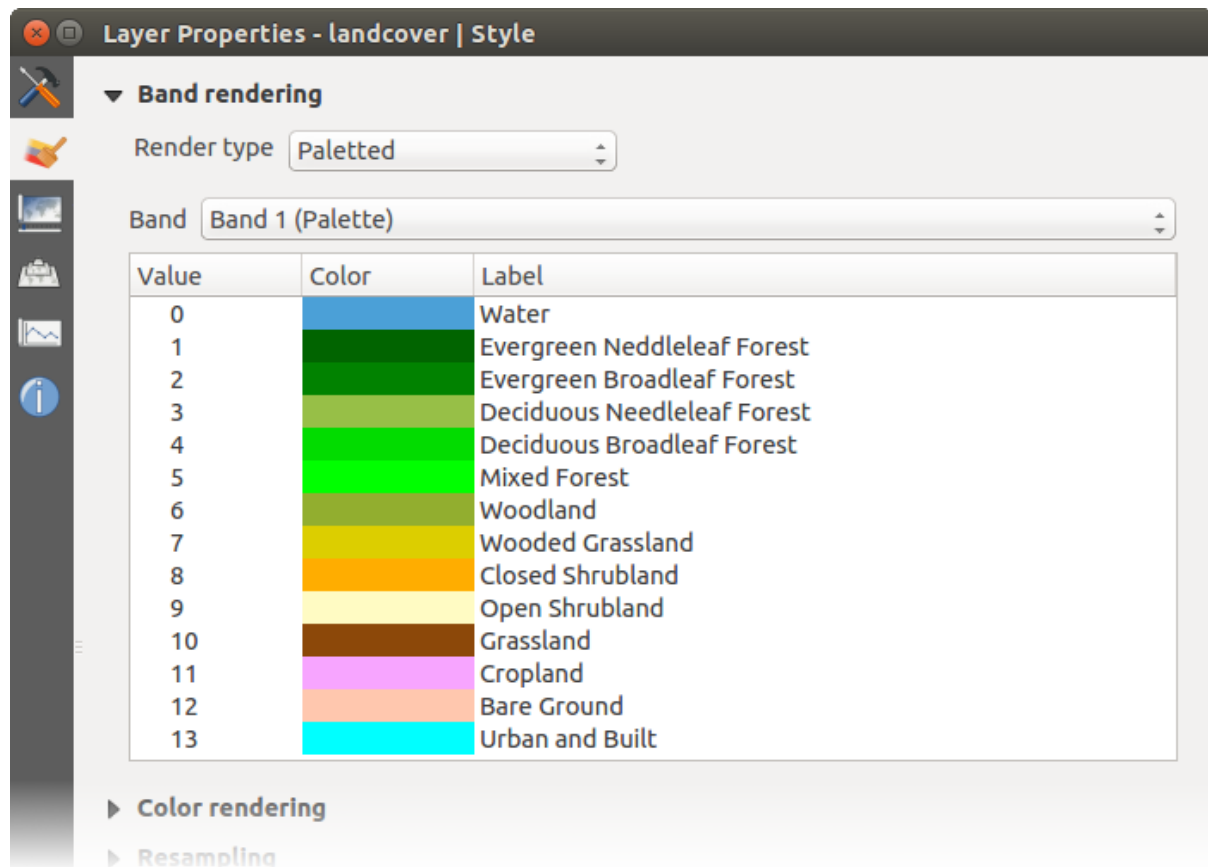 Layer Properties - landcover | Style
Band rendering
Render type Paletted
Band Band 1 (Palette)
Value Color Label
0 Water
1 Evergreen Neddleleaf Forest
2 Evergreen Broadleaf Forest
3 Deciduous Needleleaf Forest
4 Deciduous Broadleaf Forest
5 Mixed Forest
6 Woodland
7 Wooded Grassland
8 Closed Shrubland
9 Open Shrubland
10 Grassland
11 Cropland
12 Bare Ground
13 Urban and Built
Color rendering
Resampling